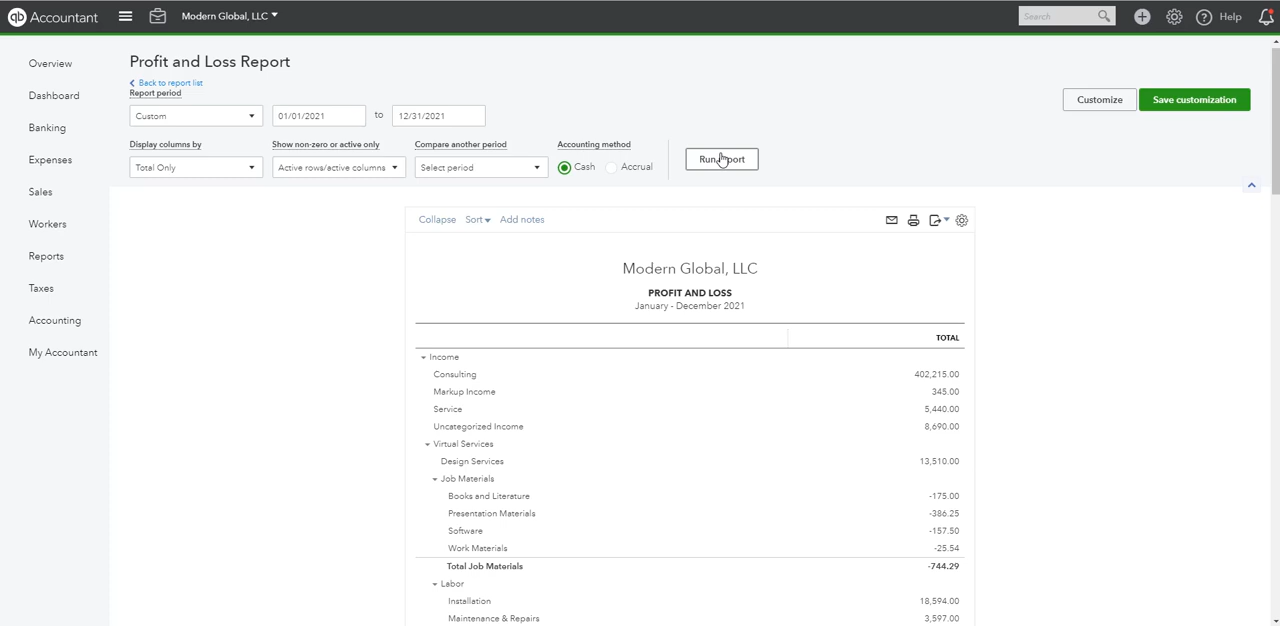 qb Accountant
Modern Global, LLC
Search
Help
Overview
Dashboard
Banking
Expenses
Sales
Workers
Reports
Taxes
Accounting
My Accountant
Profit and Loss Report
Back to report list
Report period
Custom
01/01/2021 to 12/31/2021
Customize
Save customization
Display columns by
Show non-zero or active only
Compare another period
Accounting method
Total Only
Active rows/active columns
Select period
Cash
Accrual
Collapse Sort Add notes
Modern Global, LLC
PROFIT AND LOSS
January - December 2021
TOTAL
Income
Consulting 402,215.00
Markup Income 345.00
Service 5,440.00
Uncategorized Income 8,690.00
Virtual Services
Design Services 13,510.00
Job Materials
Books and Literature -175.00
Presentation Materials -386.25
Software -157.50
Work Materials -25.54
Total Job Materials -744.29
Labor
Installation 18,594.00
Maintenance & Repairs 3,597.00